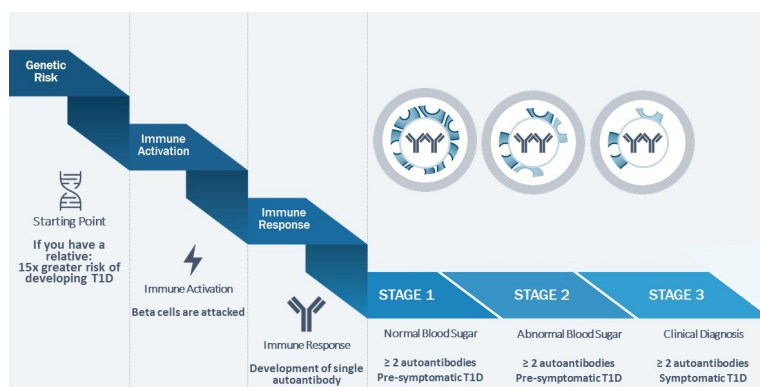 Genetic
Risk
Starting Point
If you have a
relative:
15x greater risk of
developing T1D
Immune
Activation
Immune Activation
Beta cells are attacked
Immune
Response
Immune Response
Development of single
autoantibody
STAGE 1
Normal Blood Sugar
≥ 2 autoantibodies
Pre-symptomatic T1D
STAGE 2
Abnormal Blood Sugar
≥ 2 autoantibodies
Pre-symptomatic T1D
STAGE 3
Clinical Diagnosis
≥ 2 autoantibodies
Symptomatic T1D